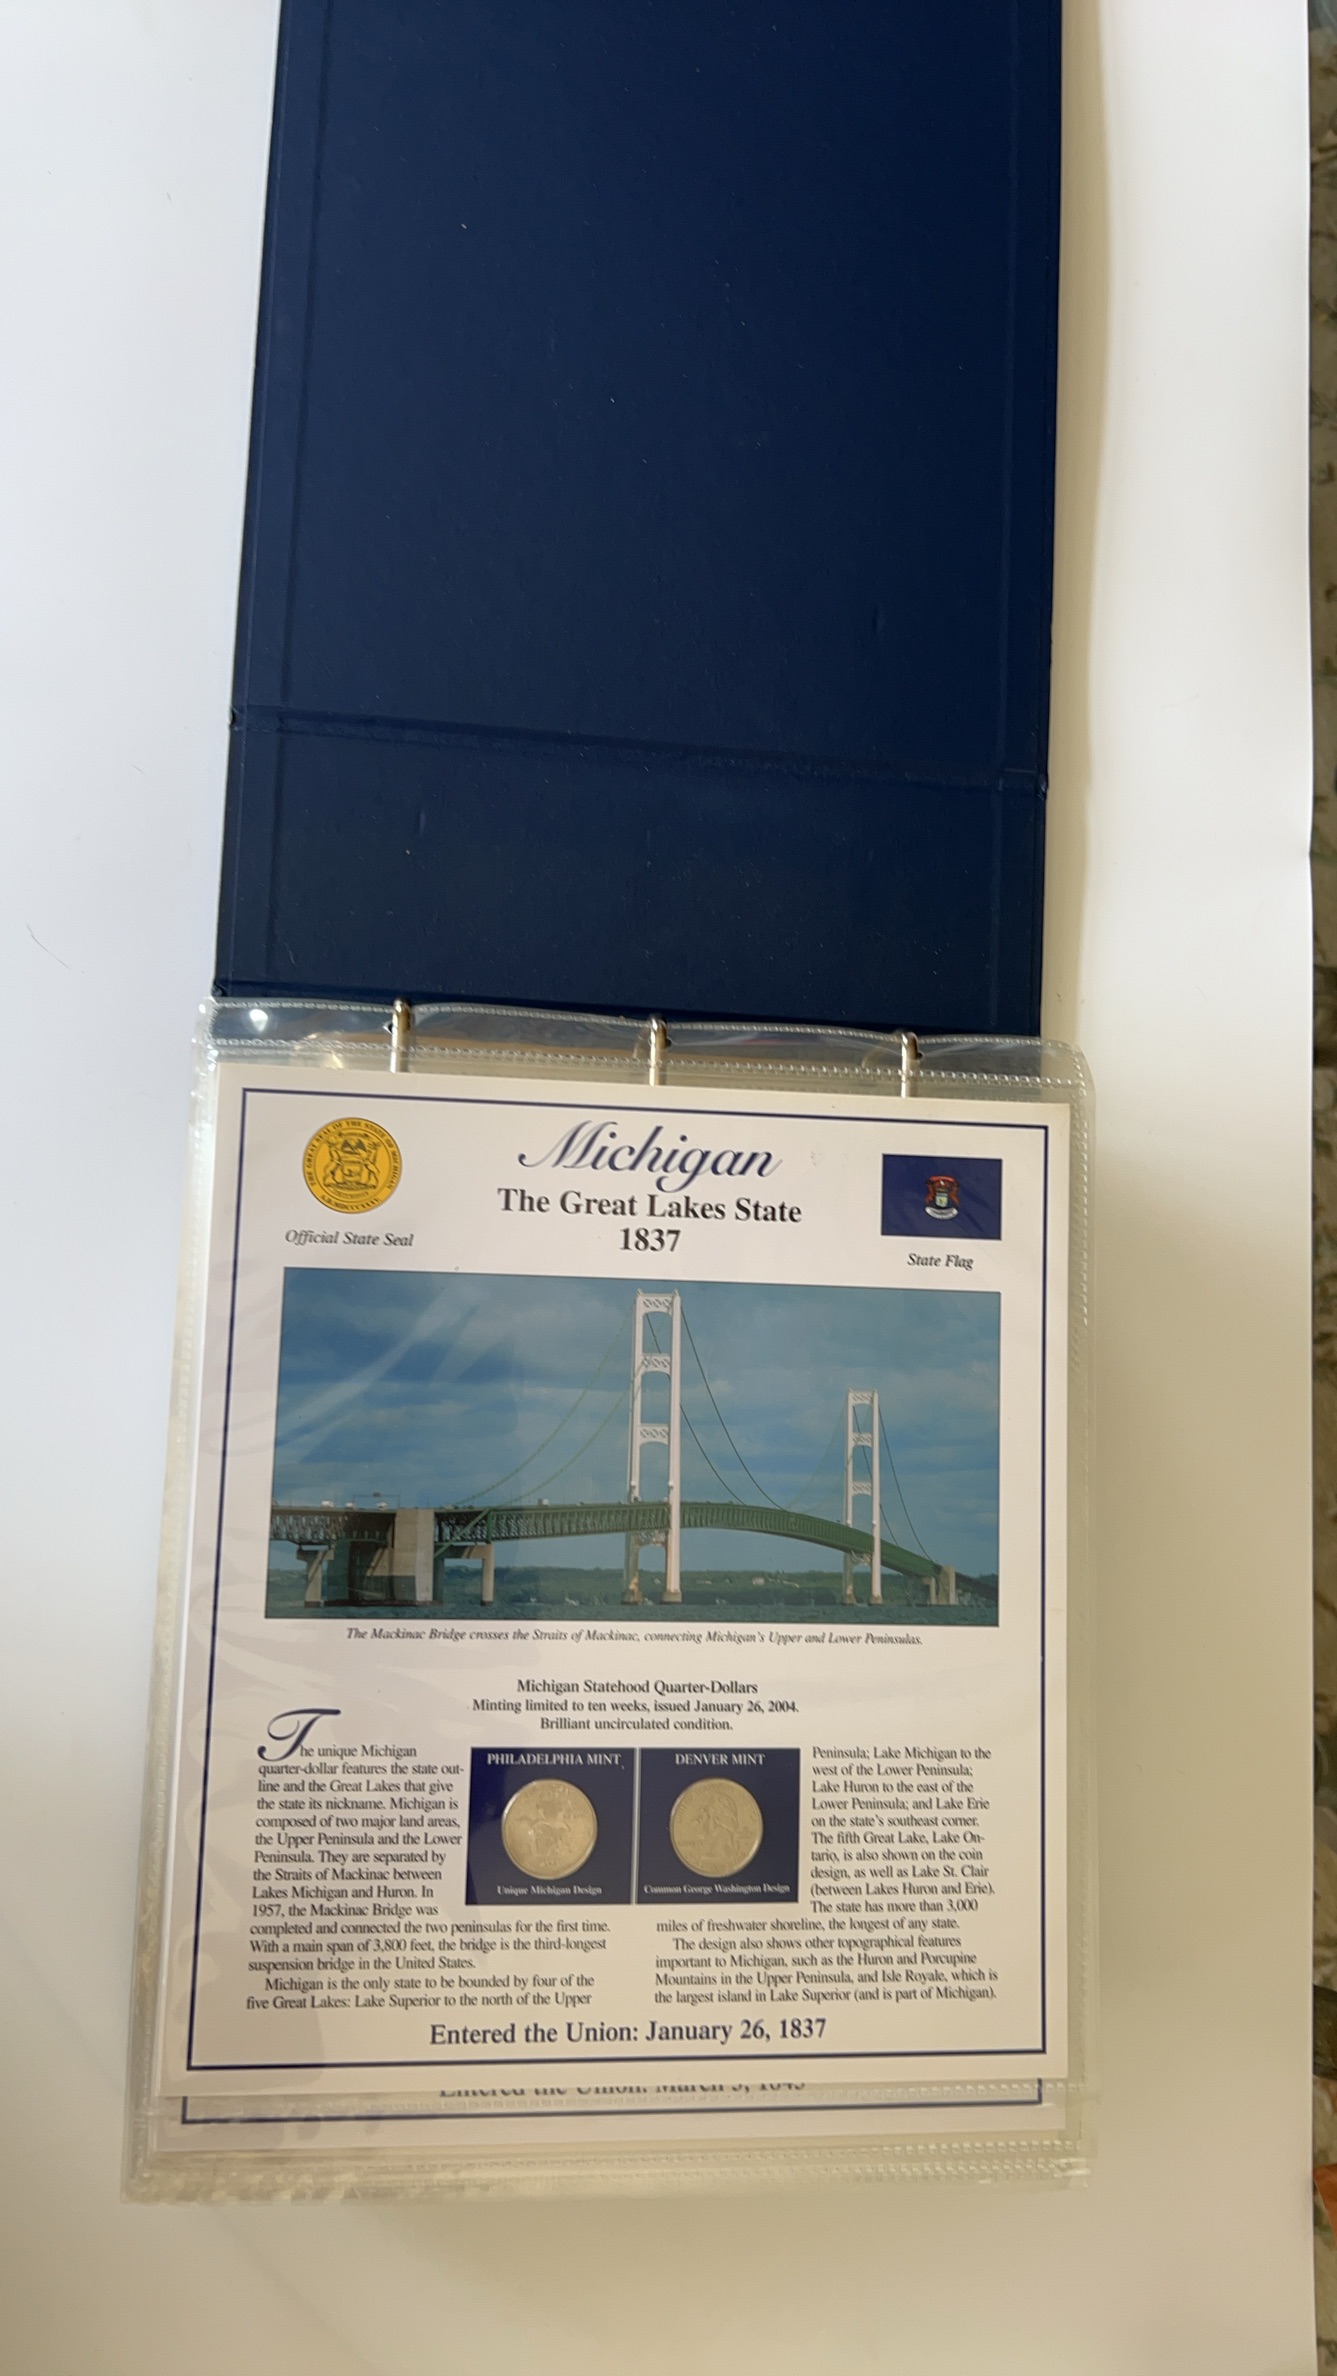 Michigan
The Great Lakes State
1837
Official State Seal
State Flag
The Mackinac Bridge crosses the Straits of Mackinac, connecting Michigan's Upper and Lower Peninsulas.
Michigan Statehood Quarter-Dollars
Minting limited to ten weeks, issued January 26, 2004.
Brilliant uncirculated condition.
The unique Michigan
quarter-dollar features the state out-
line and the Great Lakes that give
the state its nickname. Michigan is
composed of two major land areas,
the Upper Peninsula and the Lower
Peninsula. They are separated by
the Straits of Mackinac between
Lakes Michigan and Huron. In
1957, the Mackinac Bridge was
completed and connected the two peninsulas for the first time.
With a main span of 3,800 feet, the bridge is the third-longest
suspension bridge in the United States.
Michigan is the only state to be bounded by four of the
five Great Lakes: Lake Superior to the north of the Upper
PHILADELPHIA MINT
Unique Michigan Design
DENVER MINT
Common George Washington Design
Peninsula; Lake Michigan to the
west of the Lower Peninsula;
Lake Huron to the east of the
Lower Peninsula; and Lake Erie
on the state's southeast corner.
The fifth Great Lake, Lake On-
tario, is also shown on the coin
design, as well as Lake St. Clair
(between Lakes Huron and Erie).
The state has more than 3,000
miles of freshwater shoreline, the longest of any state.
The design also shows other topographical features
important to Michigan, such as the Huron and Porcupine
Mountains in the Upper Peninsula, and Isle Royale, which is
the largest island in Lake Superior (and is part of Michigan).
Entered the Union: January 26, 1837
Entered the Union: March 3, 1845